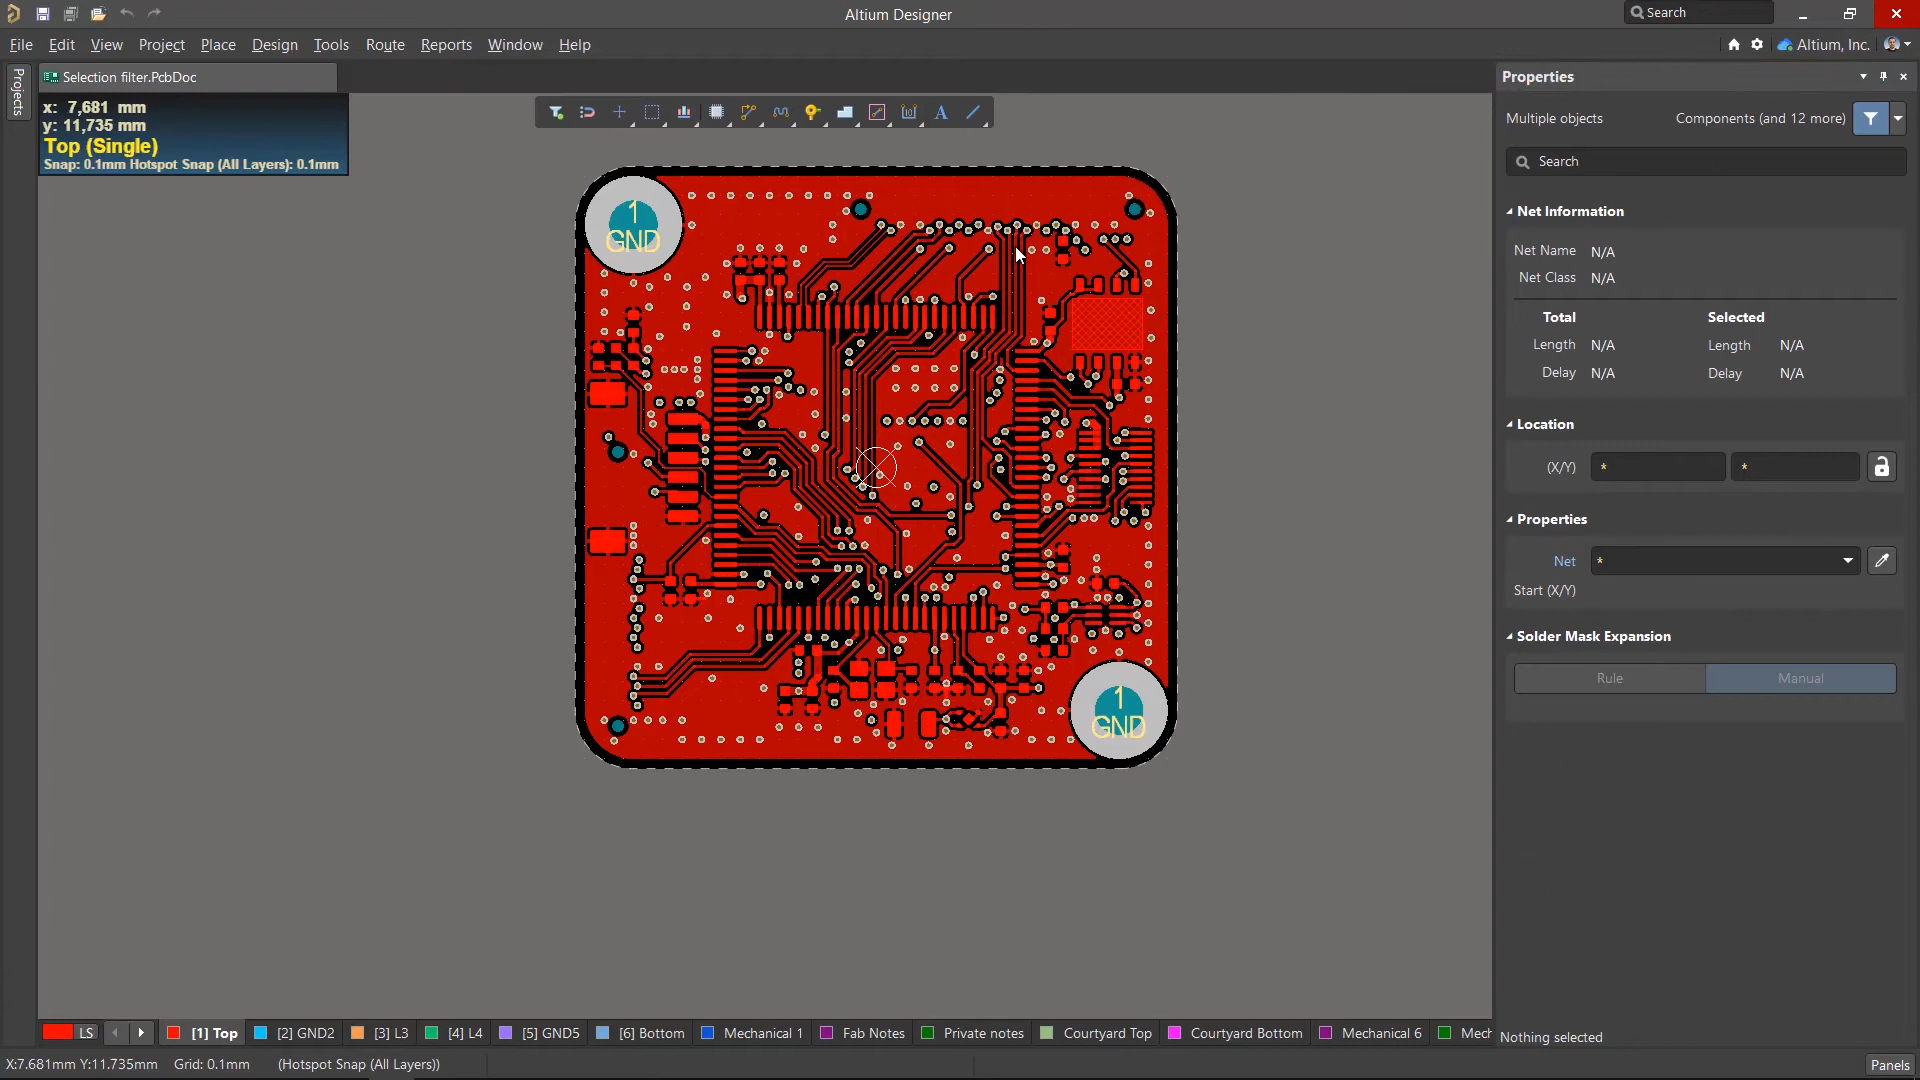 Altium Designer
Search
File Edit View Project Place Design Tools Route Reports Window Help
Altium, Inc.
Projects
Selection filter.PcbDoc
x: 7,681 mm
y: 11,735 mm
Top (Single)
Snap: 0.1mm Hotspot Snap (All Layers): 0.1mm
1
GND
1
GND
Properties
Multiple objects Components (and 12 more)
Search
Net Information
Net Name N/A
Net Class N/A
Total Selected
Length N/A Length N/A
Delay N/A Delay N/A
Location
(X/Y) * *
Properties
Net *
Start (X/Y)
Solder Mask Expansion
Rule Manual
Nothing selected
LS [1] Top [2] GND2 [3] L3 [4] L4 [5] GND5 [6] Bottom Mechanical 1 Fab Notes Private notes Courtyard Top Courtyard Bottom Mechanical 6 Mech
X:7.681mm Y:11.735mm Grid: 0.1mm (Hotspot Snap (All Layers))
Panels